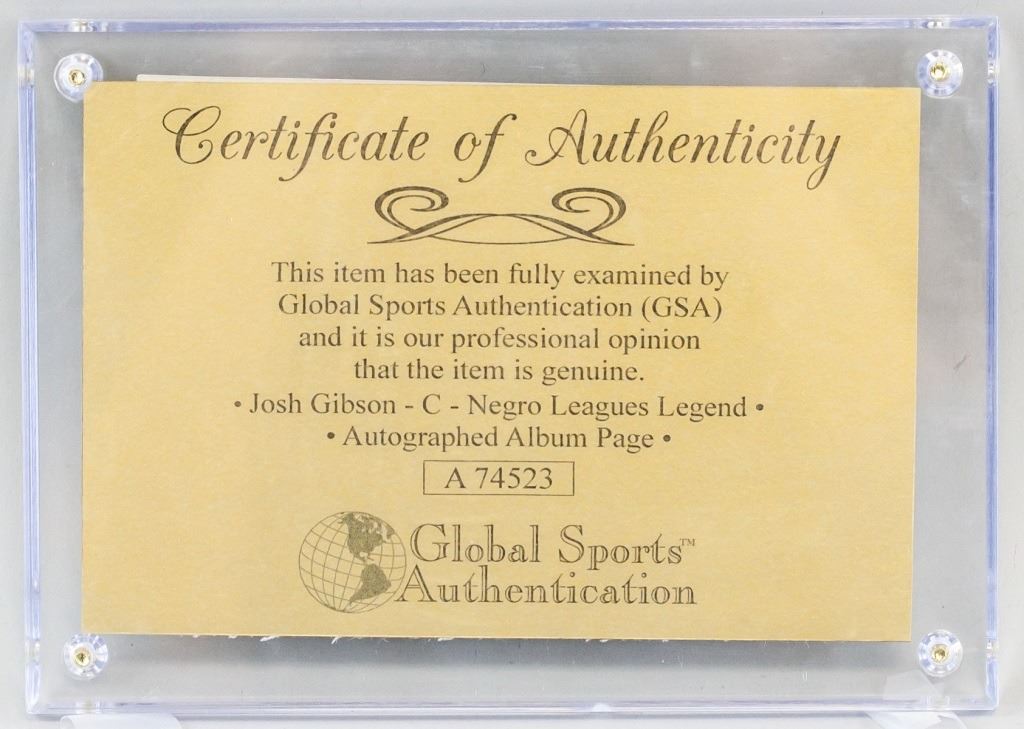 Certificate of Authenticity
This item has been fully examined by
Global Sports Authentication (GSA)
and it is our professional opinion
that the item is genuine.
• Josh Gibson - C - Negro Leagues Legend •
• Autographed Album Page •
A 74523
Global Sports™
Authentication